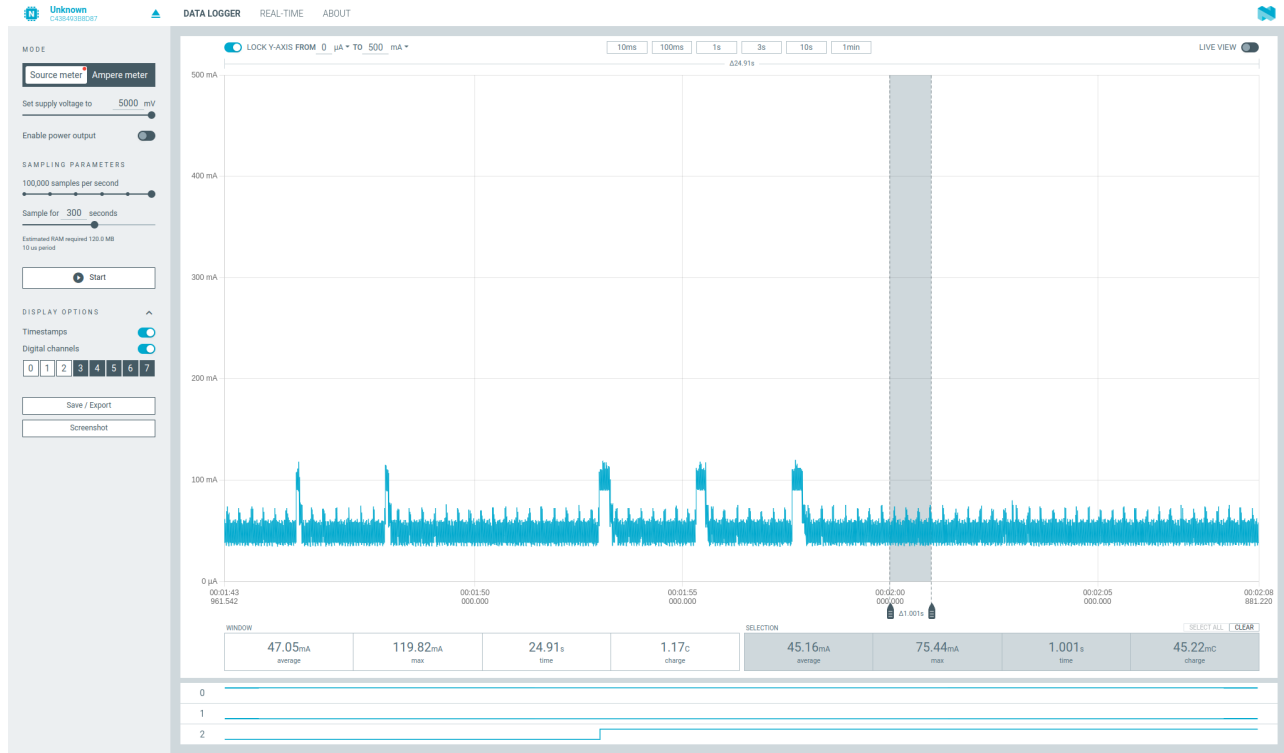 Unknown
C436493B8D87
DATA LOGGER REAL-TIME ABOUT
MODE
Source meter Ampere meter
Set supply voltage to 5000 mV
Enable power output
SAMPLING PARAMETERS
100,000 samples per second
Sample for 300 seconds
Estimated RAM required 120.0 MB
10 us period
Start
DISPLAY OPTIONS
Timestamps
Digital channels
0 1 2 3 4 5 6 7
Save / Export
Screenshot
LOCK Y-AXIS FROM 0 µA TO 500 mA
10ms 100ms 1s 3s 10s 1min
LIVE VIEW
Δ24.91s
500 mA
400 mA
300 mA
200 mA
100 mA
0 µA
00:01:43 00:01:50 00:01:55 00:02:00 00:02:05 00:02:08
961.542 000.000 000.000 000.000 000.000 881.220
Δ1.001s
WINDOW
47.05mA 119.82mA 24.91s 1.17c
average max time charge
SELECTION SELECT ALL CLEAR
45.16mA 75.44mA 1.001s 45.22mC
average max time charge
0
1
2